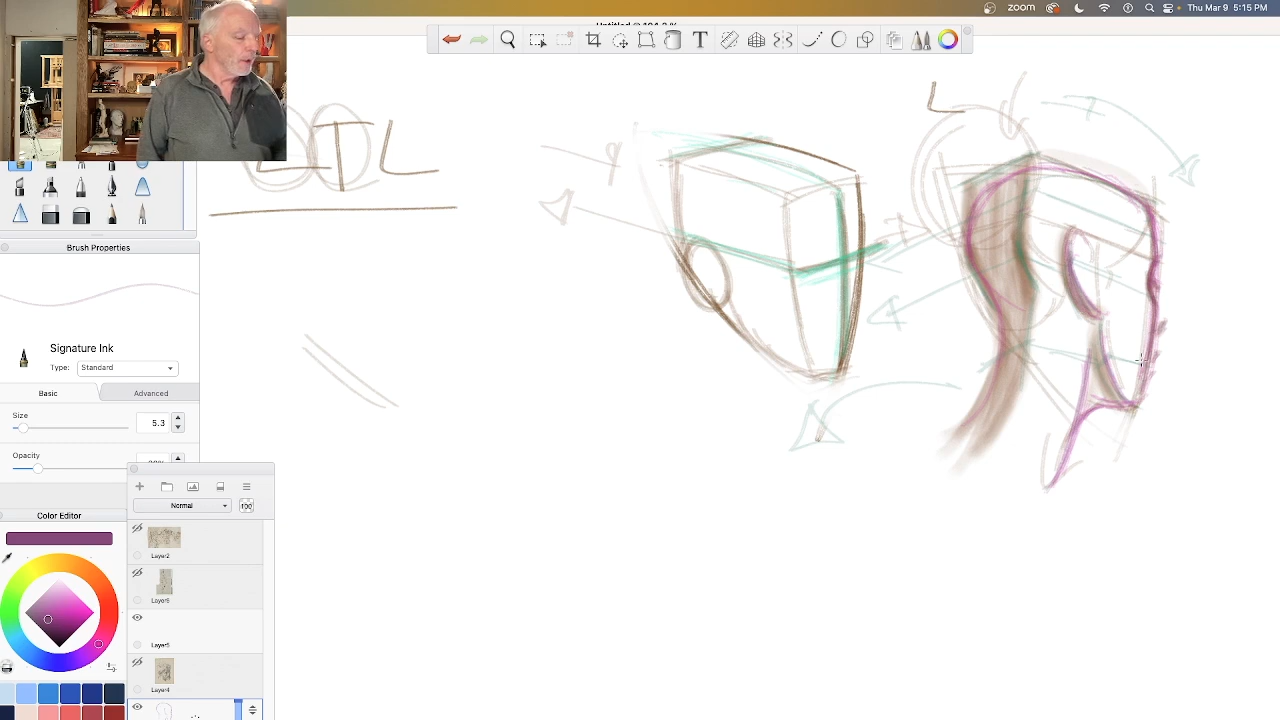 zoom
Thu Mar 9 5:15 PM
T
L
L
Brush Properties
Signature Ink
Type: Standard
Basic Advanced
Size
5.3
Opacity
Normal
Color Editor
Layer2
Layer6
Layer5
Layer4